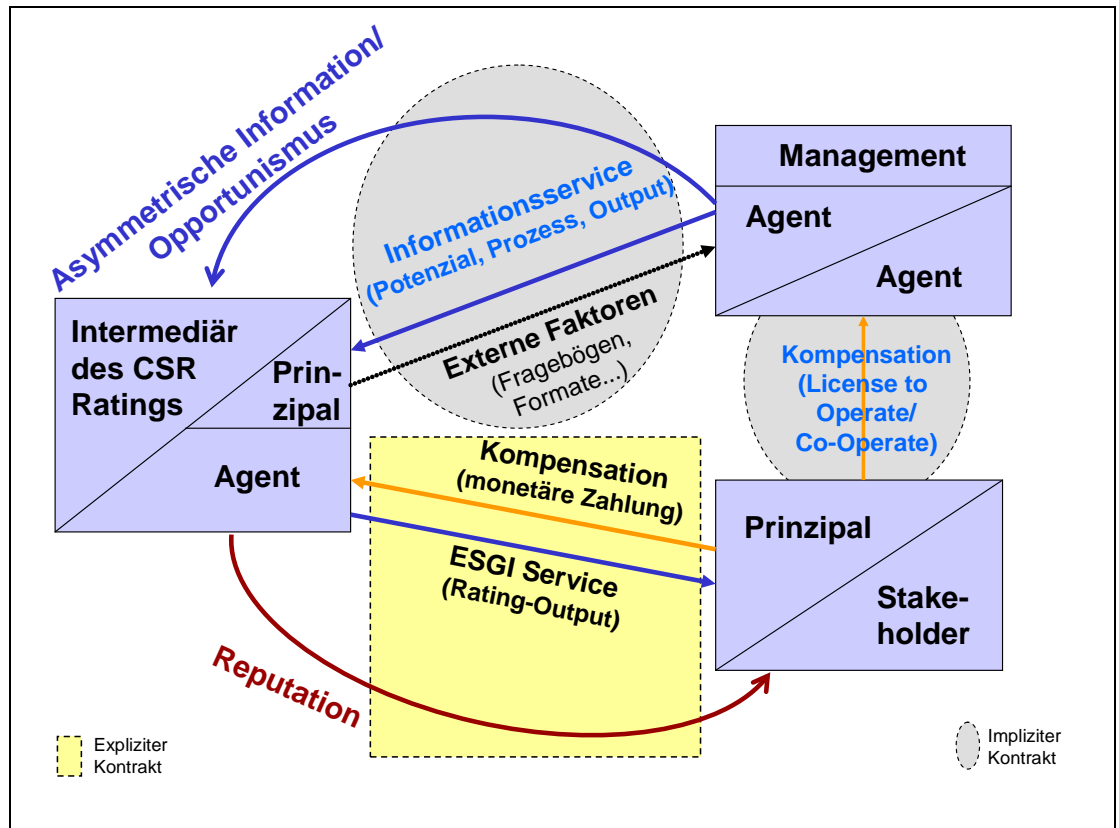 Asymmetrische Information/
Opportunismus
Informationsservice
(Potenzial, Prozess, Output)
Externe Faktoren
(Fragebögen,
Formate...)
Management
Agent
Agent
Intermediär
des CSR
Ratings
Prin-
zipal
Agent
Kompensation
(License to
Operate/
Co-Operate)
Kompensation
(monetäre Zahlung)
ESGI Service
(Rating-Output)
Prinzipal
Stake-
holder
Reputation
Expliziter
Kontrakt
Impliziter
Kontrakt